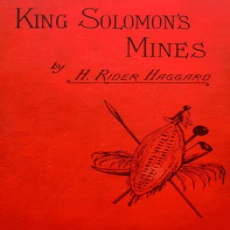 KING SOLOMON'S
MINES
by H. RIDER HAGGARD